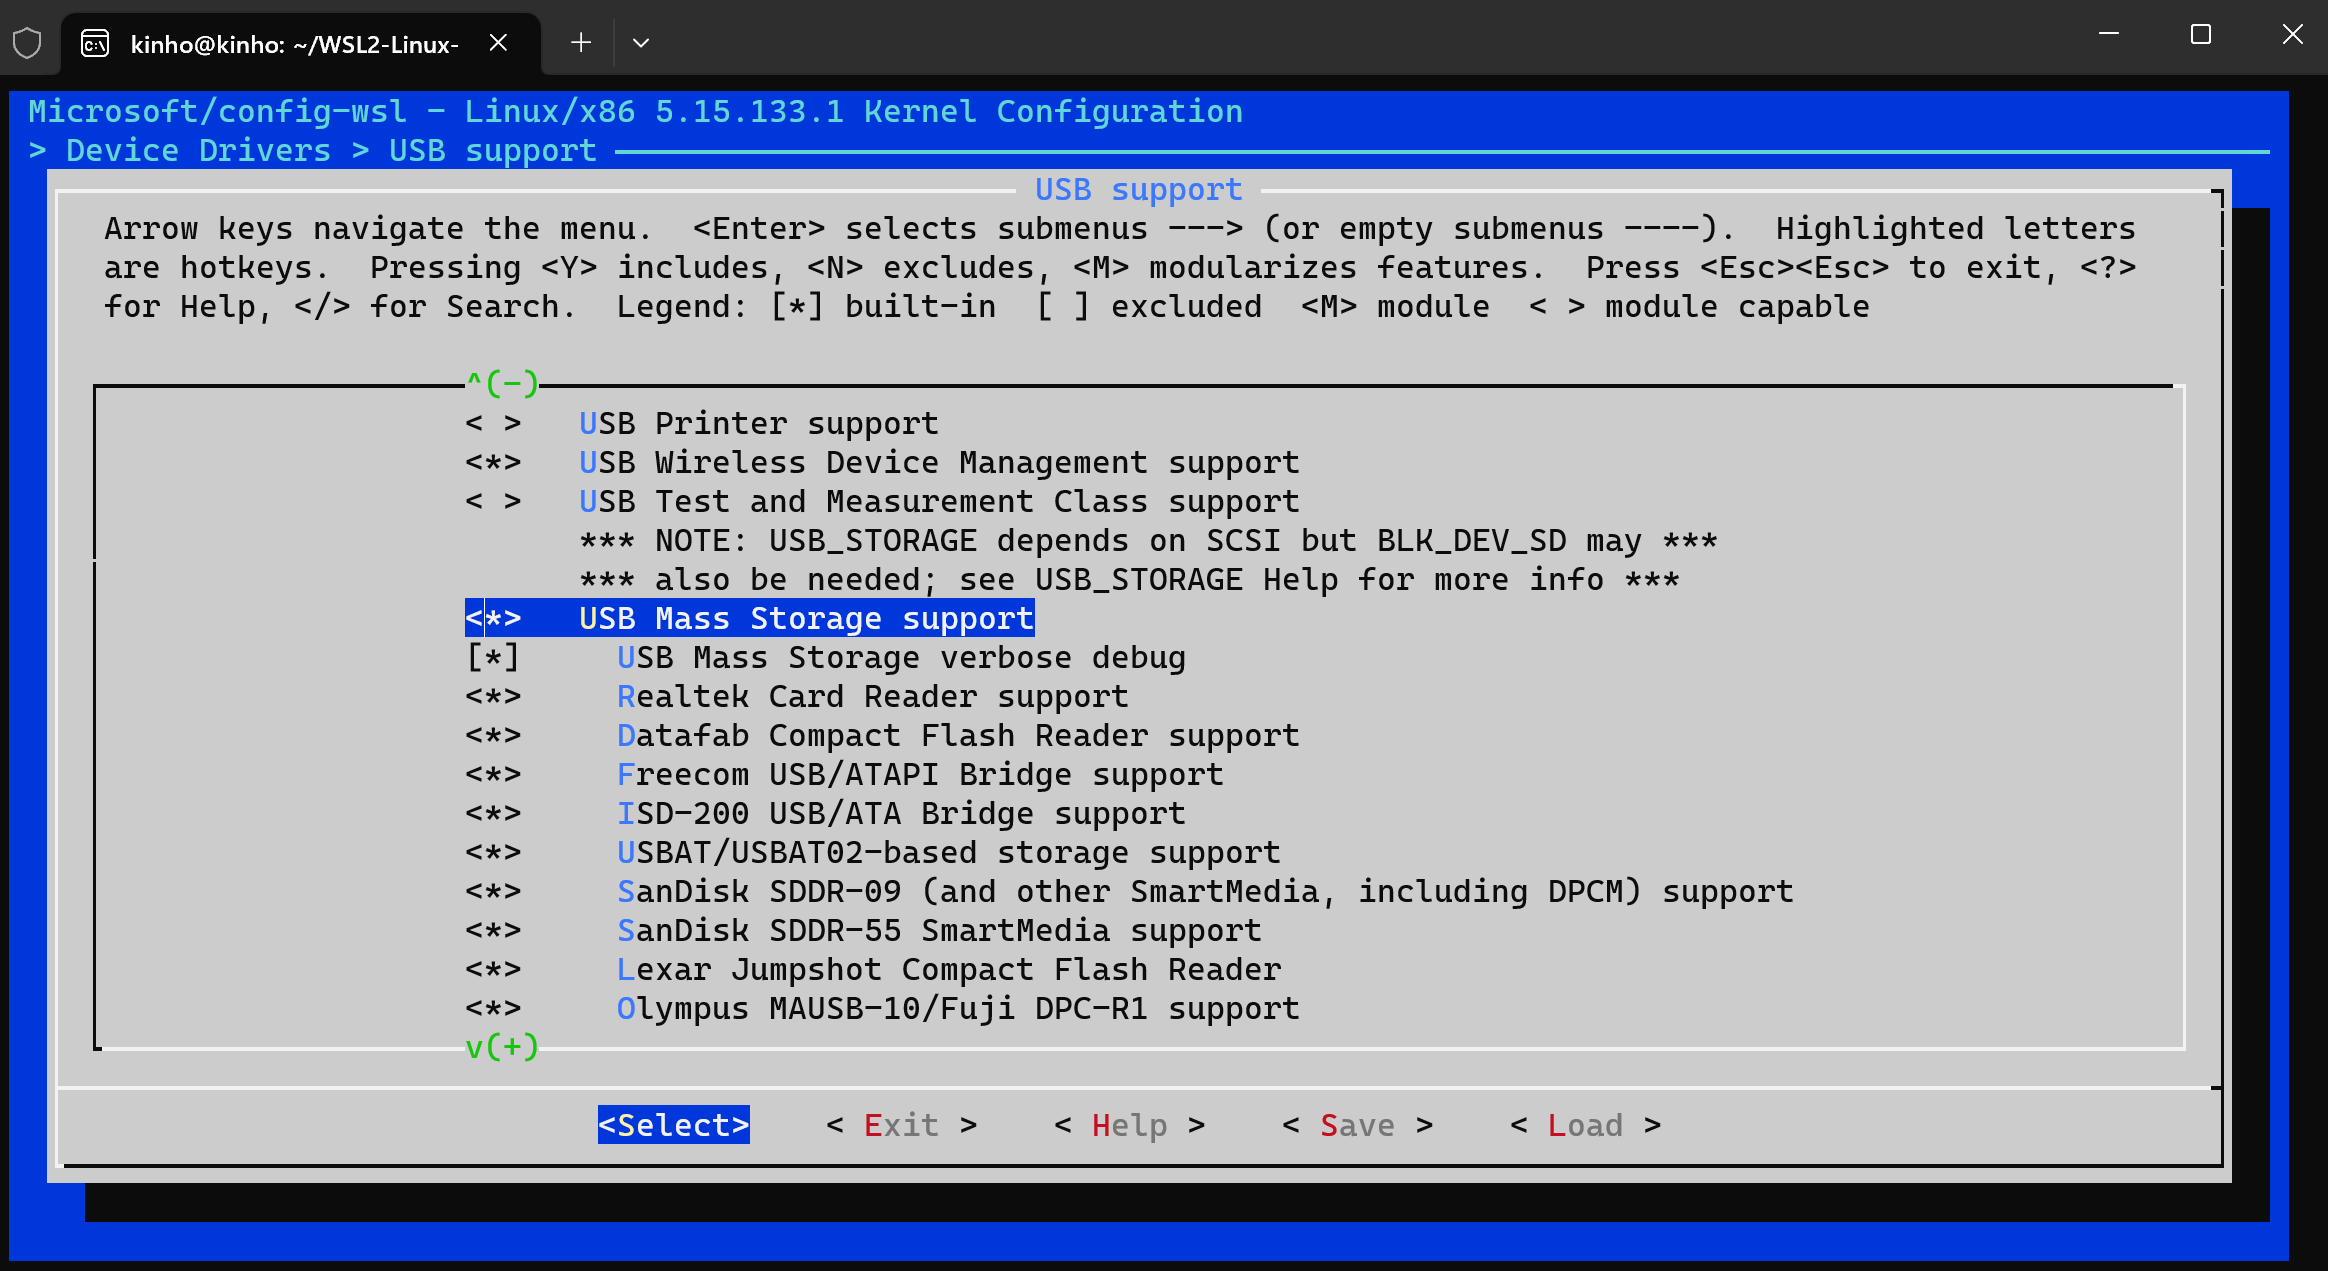 kinho@kinho: ~/WSL2-Linux-
Microsoft/config-wsl - Linux/x86 5.15.133.1 Kernel Configuration
> Device Drivers > USB support
USB support
Arrow keys navigate the menu.  <Enter> selects submenus ---> (or empty submenus ----).  Highlighted letters
are hotkeys.  Pressing <Y> includes, <N> excludes, <M> modularizes features.  Press <Esc><Esc> to exit, <?>
for Help, </> for Search.  Legend: [*] built-in  [ ] excluded  <M> module  < > module capable
^(-)
< >   USB Printer support
<*>   USB Wireless Device Management support
< >   USB Test and Measurement Class support
*** NOTE: USB_STORAGE depends on SCSI but BLK_DEV_SD may ***
*** also be needed; see USB_STORAGE Help for more info ***
<*>   USB Mass Storage support
[*]     USB Mass Storage verbose debug
<*>     Realtek Card Reader support
<*>     Datafab Compact Flash Reader support
<*>     Freecom USB/ATAPI Bridge support
<*>     ISD-200 USB/ATA Bridge support
<*>     USBAT/USBAT02-based storage support
<*>     SanDisk SDDR-09 (and other SmartMedia, including DPCM) support
<*>     SanDisk SDDR-55 SmartMedia support
<*>     Lexar Jumpshot Compact Flash Reader
<*>     Olympus MAUSB-10/Fuji DPC-R1 support
v(+)
<Select>    < Exit >    < Help >    < Save >    < Load >